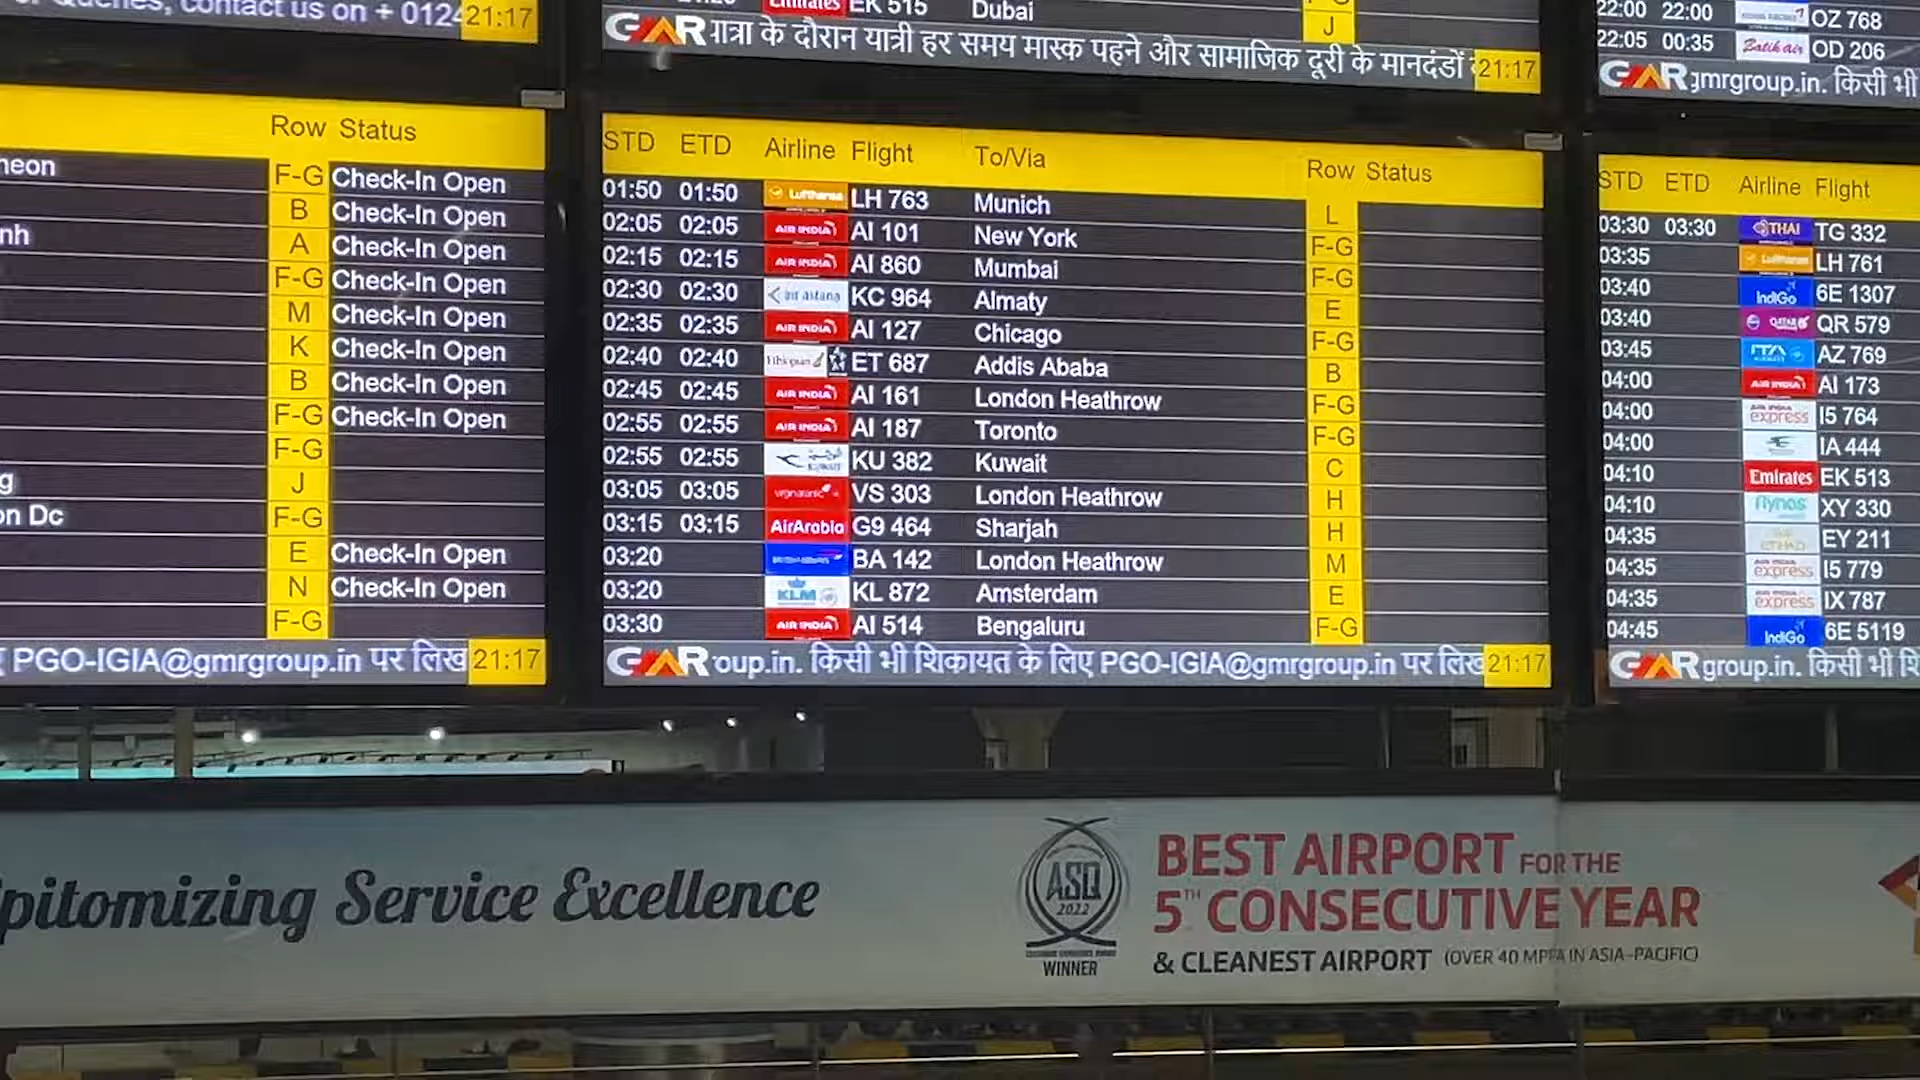 contact us on + 0124
21:17
Emirates EK 515 Dubai
J
GMR यात्रा के दौरान यात्री हर समय मास्क पहने और सामाजिक दूरी के मानदंडों
21:17
22:00 22:00 OZ 768
22:05 00:35 Batik air OD 206
GMR gmrgroup.in. किसी भी
Row Status
F-G Check-In Open
B Check-In Open
A Check-In Open
F-G Check-In Open
M Check-In Open
K Check-In Open
B Check-In Open
F-G Check-In Open
F-G
J
on Dc F-G
E Check-In Open
N Check-In Open
F-G
PGO-IGIA@gmrgroup.in पर लिख 21:17
STD ETD Airline Flight To/Via Row Status
01:50 01:50 Lufthansa LH 763 Munich L
02:05 02:05 AIR INDIA AI 101 New York F-G
02:15 02:15 AIR INDIA AI 860 Mumbai F-G
02:30 02:30 air astana KC 964 Almaty E
02:35 02:35 AIR INDIA AI 127 Chicago F-G
02:40 02:40 Ethiopian ET 687 Addis Ababa B
02:45 02:45 AIR INDIA AI 161 London Heathrow F-G
02:55 02:55 AIR INDIA AI 187 Toronto F-G
02:55 02:55 KU 382 Kuwait C
03:05 03:05 virgin atlantic VS 303 London Heathrow H
03:15 03:15 AirArabia G9 464 Sharjah H
03:20 BRITISH AIRWAYS BA 142 London Heathrow M
03:20 KLM KL 872 Amsterdam E
03:30 AIR INDIA AI 514 Bengaluru F-G
GMR oup.in. किसी भी शिकायत के लिए PGO-IGIA@gmrgroup.in पर लिख 21:17
STD ETD Airline Flight
03:30 03:30 THAI TG 332
03:35 Lufthansa LH 761
03:40 IndiGo 6E 1307
03:40 QATAR QR 579
03:45 ITA AZ 769
04:00 AIR INDIA AI 173
04:00 AIR INDIA express I5 764
04:00 IA 444
04:10 Emirates EK 513
04:10 flynas XY 330
04:35 ETIHAD EY 211
04:35 express I5 779
04:35 express IX 787
04:45 IndiGo 6E 5119
GMR group.in. किसी भी
pitomizing Service Excellence
ASQ
2022
WINNER
BEST AIRPORT FOR THE
5TH CONSECUTIVE YEAR
& CLEANEST AIRPORT (OVER 40 MPPA IN ASIA-PACIFIC)